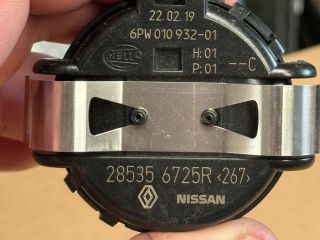 22.02.19
6PW 010 932-01
HELLA
H:01
P:01 --C
28535 6725R <267>
NISSAN